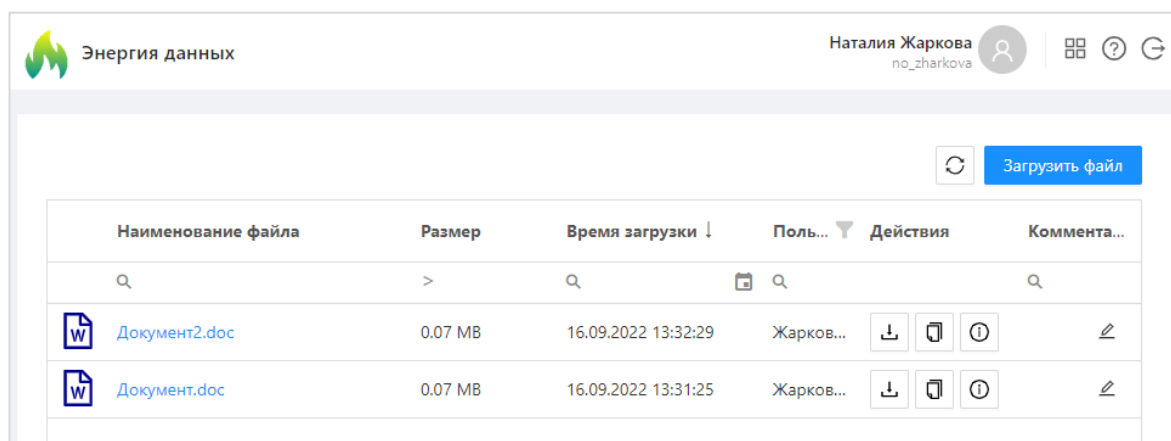 Энергия данных
Наталия Жаркова
no_zharkova
Загрузить файл
Наименование файла Размер Время загрузки ↓ Поль... Действия Коммента...
>
W Документ2.doc 0.07 MB 16.09.2022 13:32:29 Жарков...
W Документ.doc 0.07 MB 16.09.2022 13:31:25 Жарков...